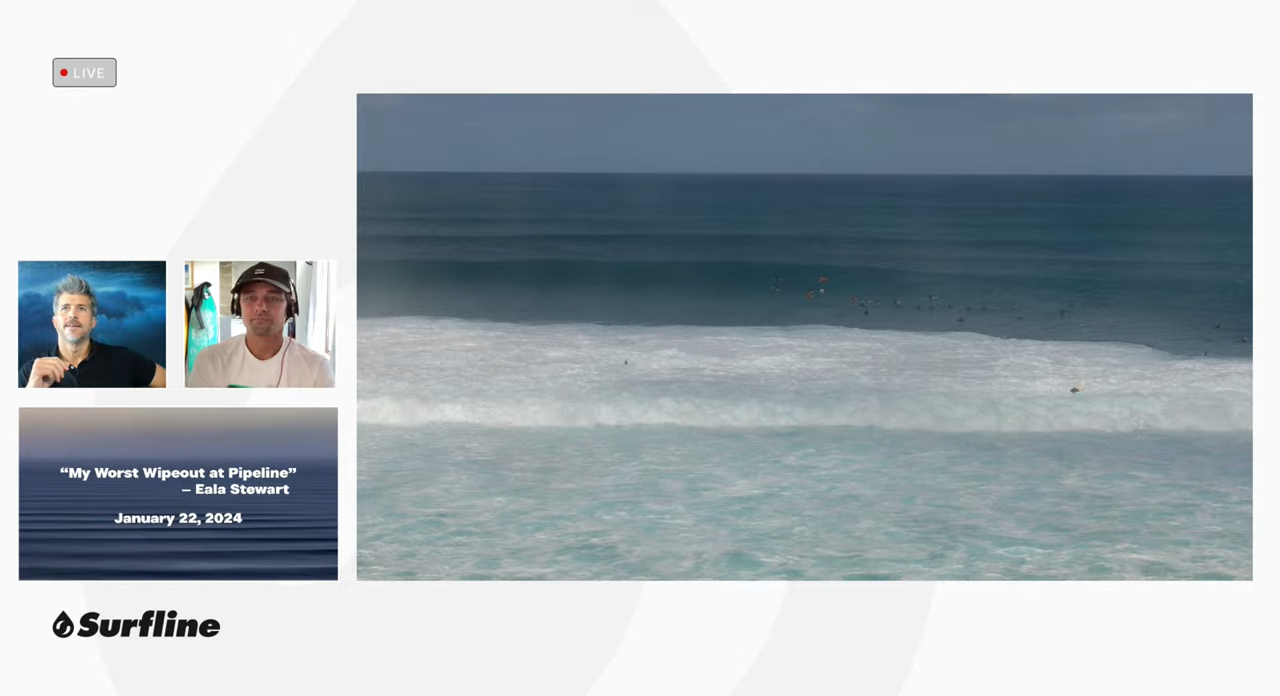 LIVE
“My Worst Wipeout at Pipeline”
– Eala Stewart
January 22, 2024
Surfline